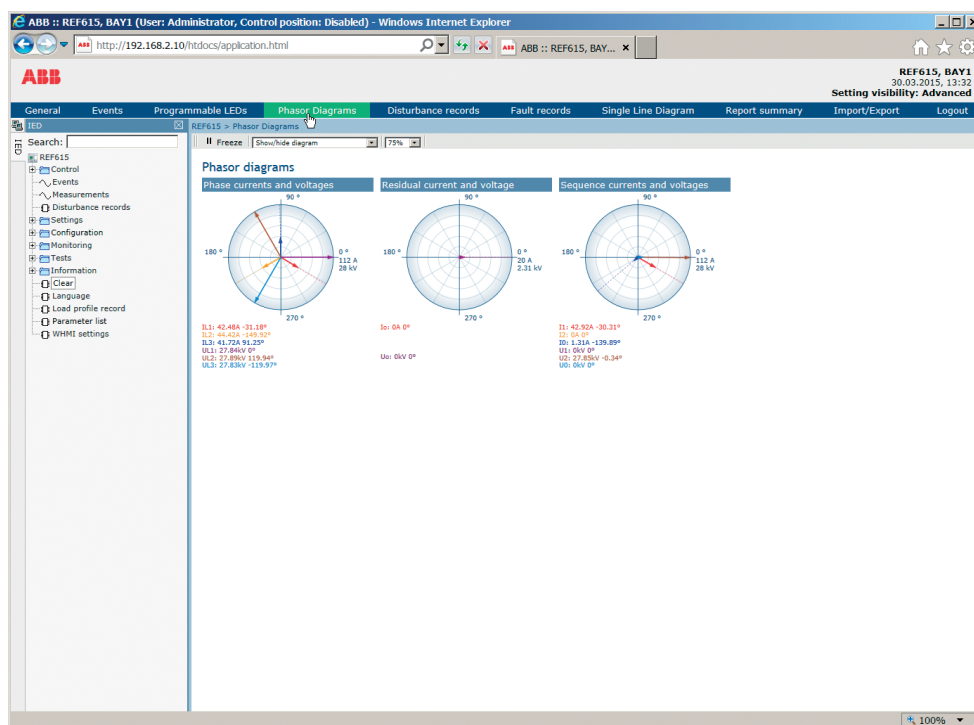 ABB :: REF615, BAY1 (User: Administrator, Control position: Disabled) - Windows Internet Explorer
http://192.168.2.10/htdocs/application.html
ABB :: REF615, BAY...
ABB
REF615, BAY1
30.03.2015, 13:32
Setting visibility: Advanced
General Events Programmable LEDs Phasor Diagrams Disturbance records Fault records Single Line Diagram Report summary Import/Export Logout
IED
IED
REF615 > Phasor Diagrams
Search:
Freeze Show/hide diagram 75%
REF615
Control
Events
Measurements
Disturbance records
Settings
Configuration
Monitoring
Tests
Information
Clear
Language
Load profile record
Parameter list
WHMI settings
Phasor diagrams
Phase currents and voltages
90 °
180 °
0 °
112 A
28 kV
270 °
IL1: 42.48A -31.18°
IL2: 44.42A -149.92°
IL3: 41.72A 91.25°
UL1: 27.84kV 0°
UL2: 27.89kV 119.94°
UL3: 27.83kV -119.97°
Residual current and voltage
90 °
180 °
0 °
20 A
2.31 kV
270 °
Io: 0A 0°
Uo: 0kV 0°
Sequence currents and voltages
90 °
180 °
0 °
112 A
28 kV
270 °
I1: 42.92A -30.31°
I2: 0A 0°
I0: 1.31A -139.89°
U1: 0kV 0°
U2: 27.85kV -0.34°
U0: 0kV 0°
100%